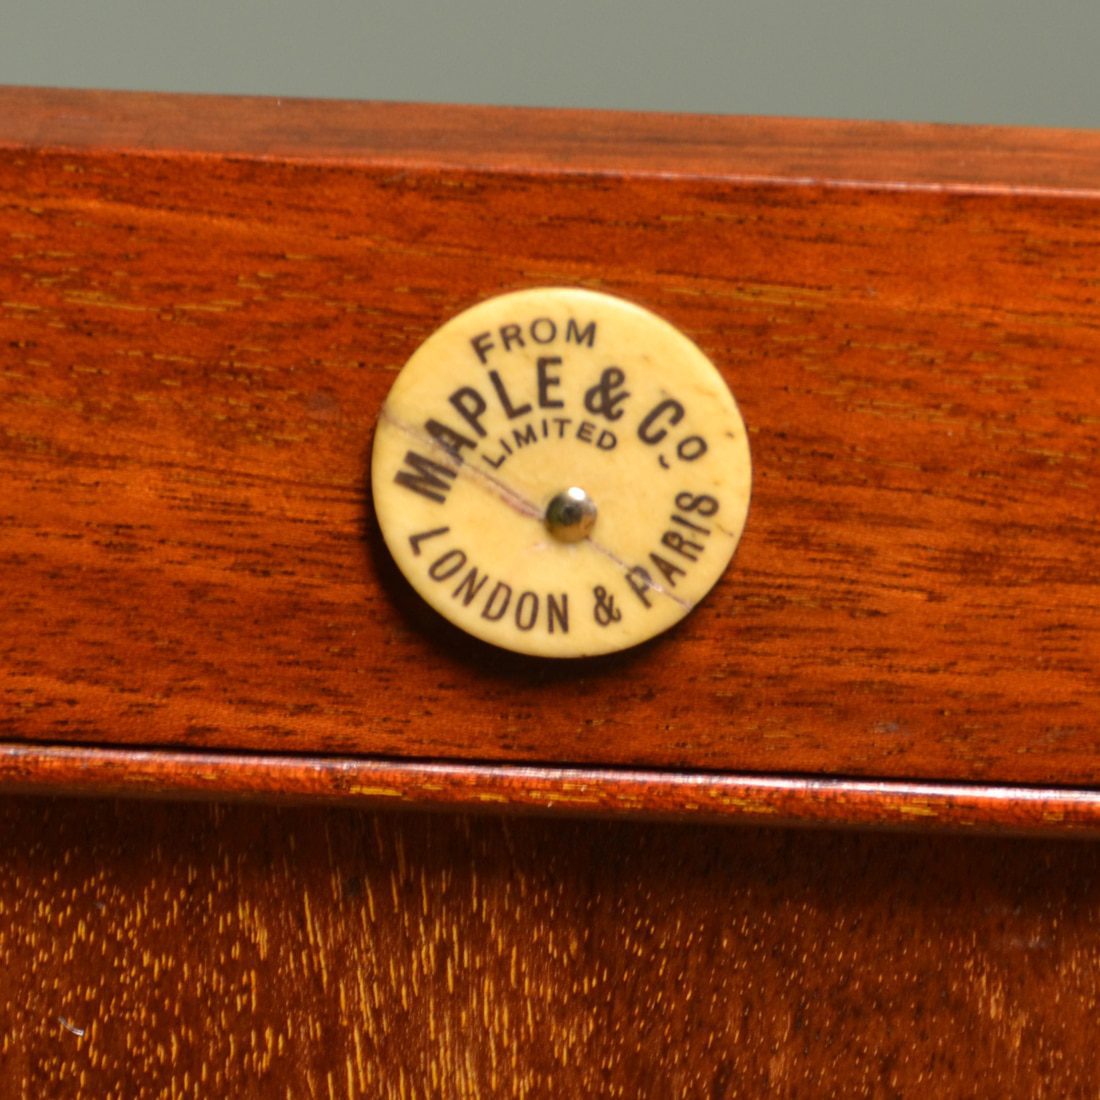 FROM
MAPLE & Co
LIMITED
LONDON & PARIS